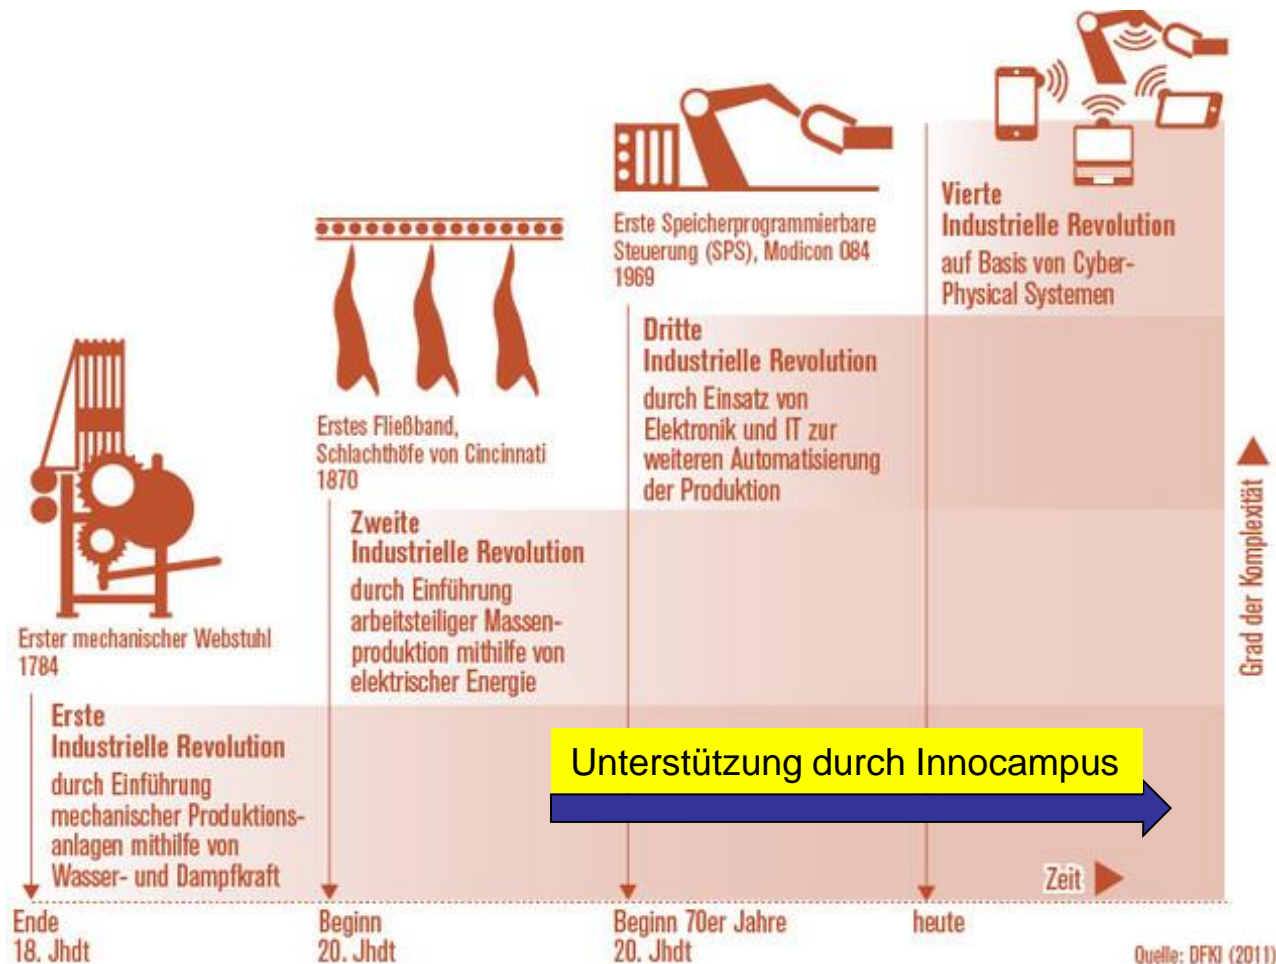 Erster mechanischer Webstuhl
1784
Erste
Industrielle Revolution
durch Einführung
mechanischer Produktions-
anlagen mithilfe von
Wasser- und Dampfkraft
Ende
18. Jhdt
Erstes Fließband,
Schlachthöfe von Cincinnati
1870
Zweite
Industrielle Revolution
durch Einführung
arbeitsteiliger Massen-
produktion mithilfe von
elektrischer Energie
Beginn
20. Jhdt
Erste Speicherprogrammierbare
Steuerung (SPS), Modicon 084
1969
Dritte
Industrielle Revolution
durch Einsatz von
Elektronik und IT zur
weiteren Automatisierung
der Produktion
Beginn 70er Jahre
20. Jhdt
Vierte
Industrielle Revolution
auf Basis von Cyber-
Physical Systemen
heute
Unterstützung durch Innocampus
Zeit
Grad der Komplexität
Quelle: DFKI (2011)